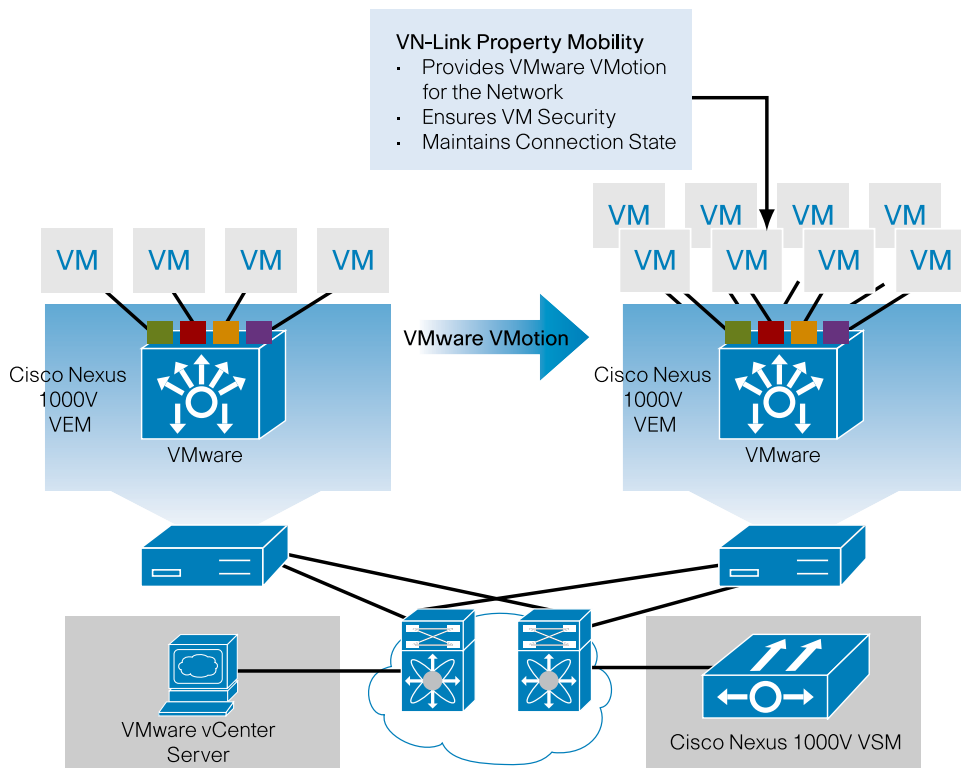 VN-Link Property Mobility
· Provides VMware VMotion
for the Network
· Ensures VM Security
· Maintains Connection State
VM
VM
VM
VM
VM
VM
VM
VM
VM
VM
VM
VM
Cisco Nexus
1000V
VEM
VMware
VMware VMotion
Cisco Nexus
1000V
VEM
VMware
VMware vCenter
Server
Cisco Nexus 1000V VSM